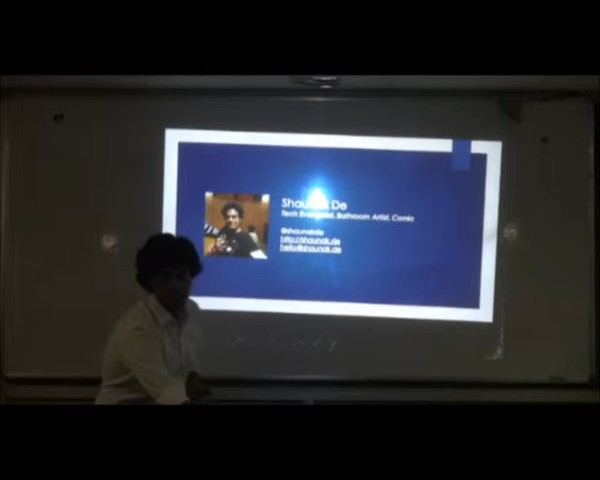 Shaunak De
Tech Evangelist, Bathroom Artist, Comic
@shaunakde
http://shaunak.de
hello@shaunak.de